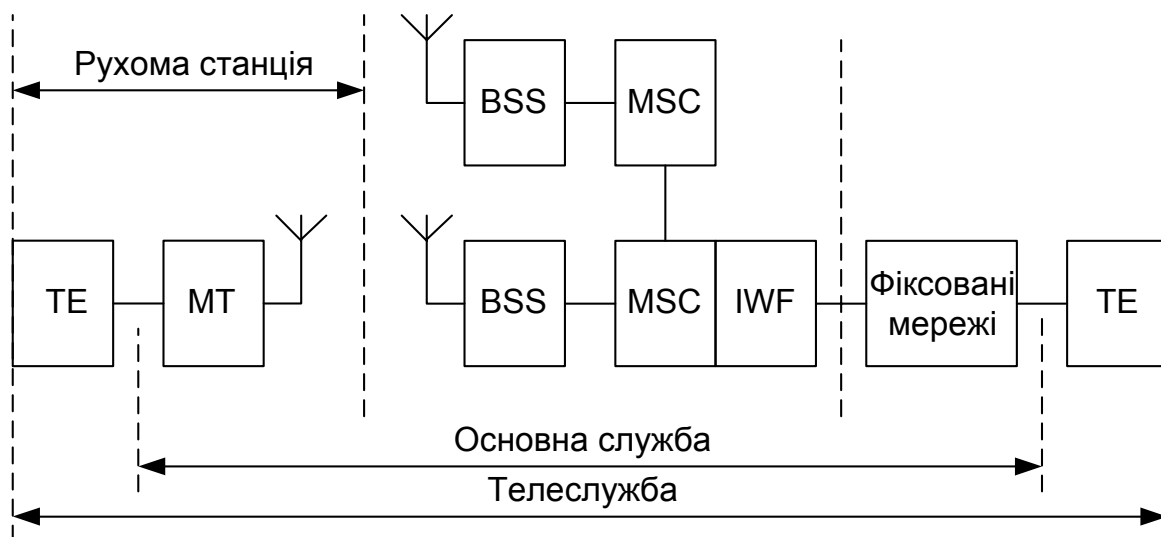 Рухома станція
BSS
MSC
TE
MT
BSS
MSC
IWF
Фіксовані
мережі
TE
Основна служба
Телеслужба